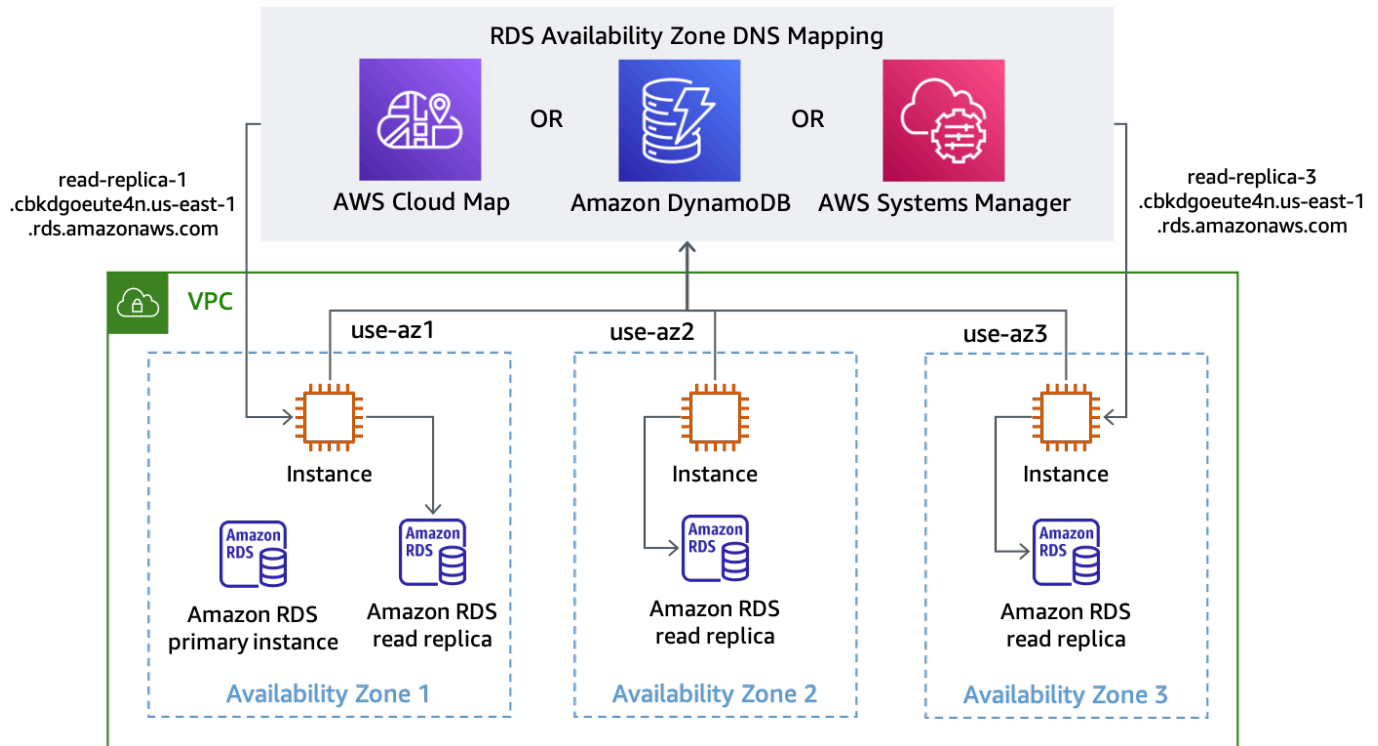 RDS Availability Zone DNS Mapping
OR
OR
AWS Cloud Map
Amazon DynamoDB
AWS Systems Manager
read-replica-1
.cbkdgoeute4n.us-east-1
.rds.amazonaws.com
read-replica-3
.cbkdgoeute4n.us-east-1
.rds.amazonaws.com
VPC
use-az1
use-az2
use-az3
Instance
Instance
Instance
Amazon
RDS
Amazon RDS
primary instance
Amazon
RDS
Amazon RDS
read replica
Amazon
RDS
Amazon RDS
read replica
Amazon
RDS
Amazon RDS
read replica
Availability Zone 1
Availability Zone 2
Availability Zone 3